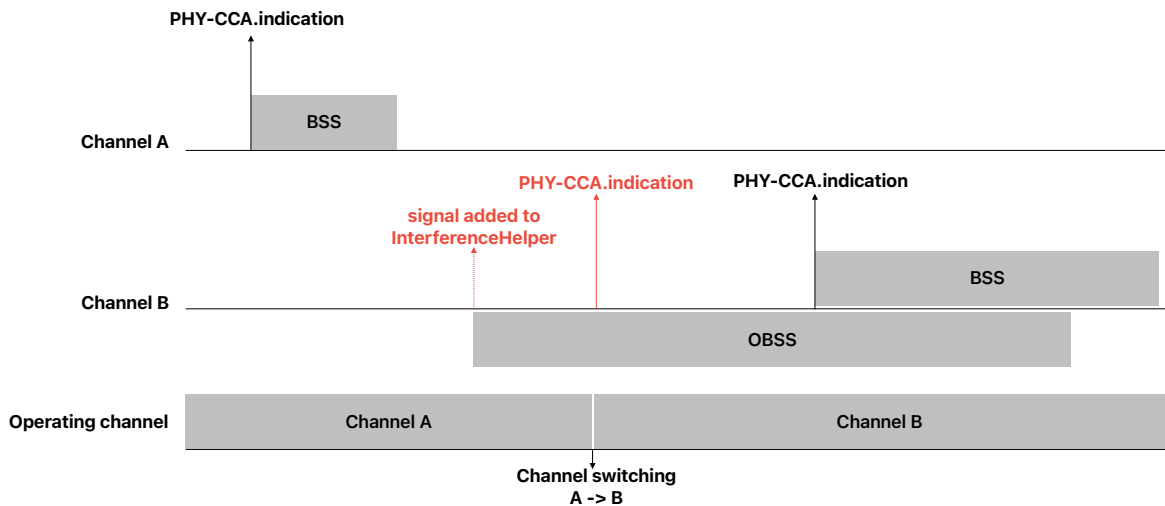 PHY-CCA.indication
BSS
Channel A
PHY-CCA.indication
PHY-CCA.indication
signal added to
InterferenceHelper
BSS
Channel B
OBSS
Operating channel
Channel A
Channel B
Channel switching
A -> B